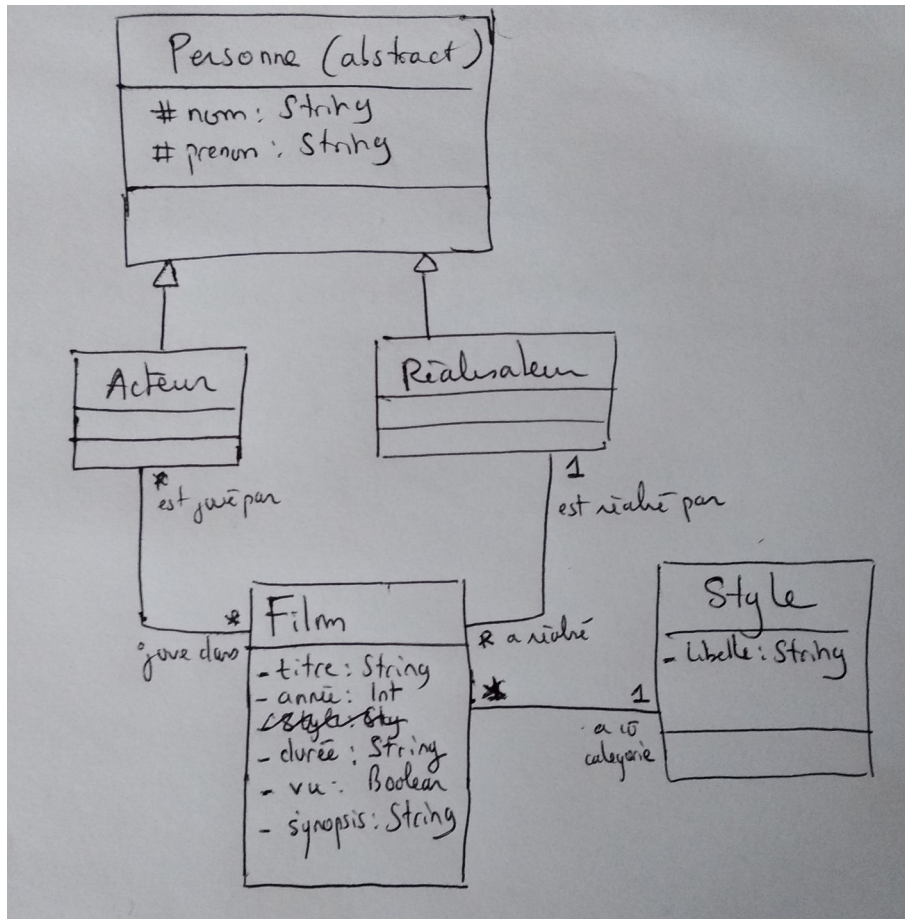 Personne (abstract)
# nom: String
# prenom: String
Acteur
Réalisateur
*
est joué par
1
est réalisé par
*
joue dans
Film
- titre: String
- année: Int
- durée: String
- vu: Boolean
- synopsis: String
* a réalisé
*
1
a
categorie
Style
- libelle: String